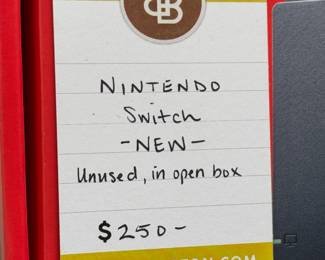 NINTENDO
Switch
-NEW-
Unused, in open box
$250-